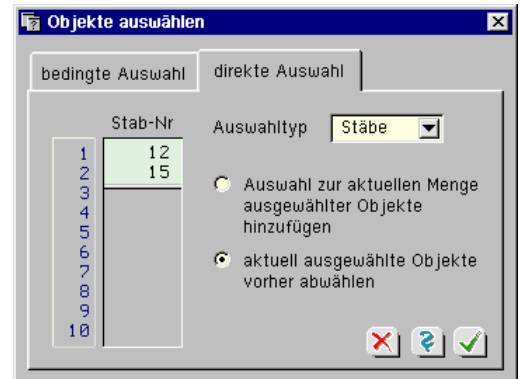 Objekte auswählen
bedingte Auswahl
direkte Auswahl
Stab-Nr
1 12
2 15
3
4
5
6
7
8
9
10
Auswahltyp Stäbe
Auswahl zur aktuellen Menge
ausgewählter Objekte
hinzufügen
aktuell ausgewählte Objekte
vorher abwählen